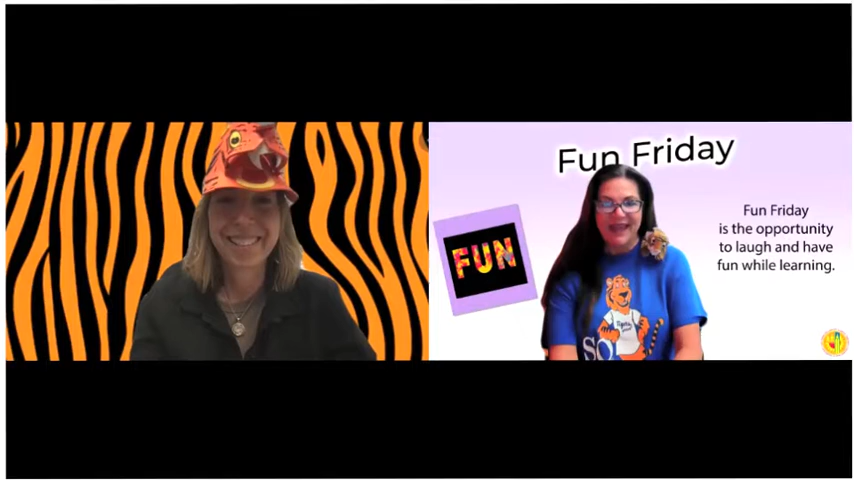 Fun Friday
Fun Friday
is the opportunity
to laugh and have
fun while learning.
FUN